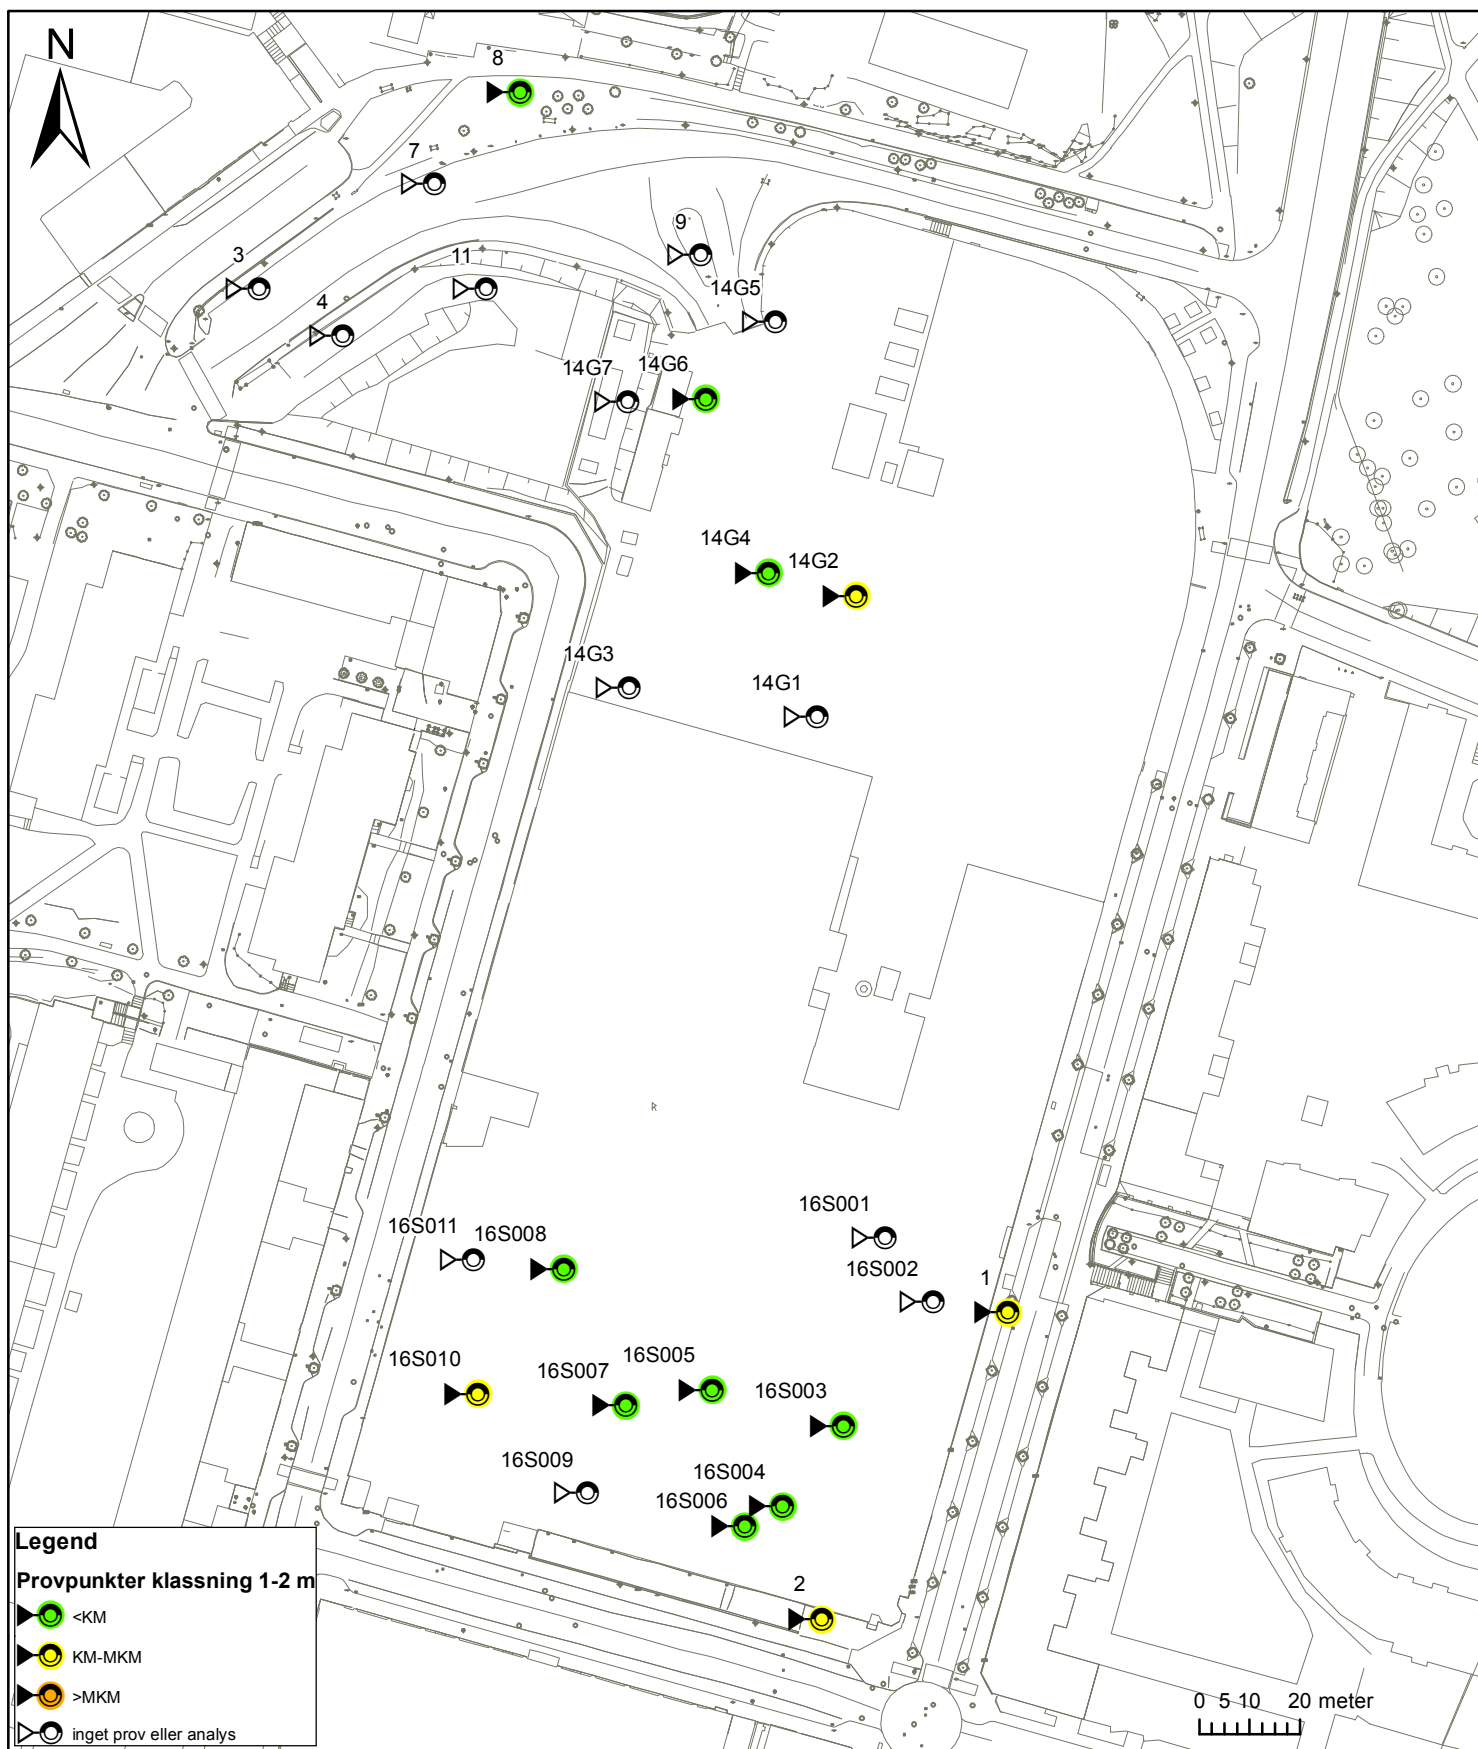 N
8
7
9
3
11
14G5
4
14G7
14G6
14G4
14G2
14G3
14G1
16S001
16S011
16S008
16S002
1
16S005
16S010
16S007
16S003
16S009
16S004
16S006
2
Legend
Provpunkter klassning 1-2 m
<KM
KM-MKM
>MKM
inget prov eller analys
0 5 10 20 meter